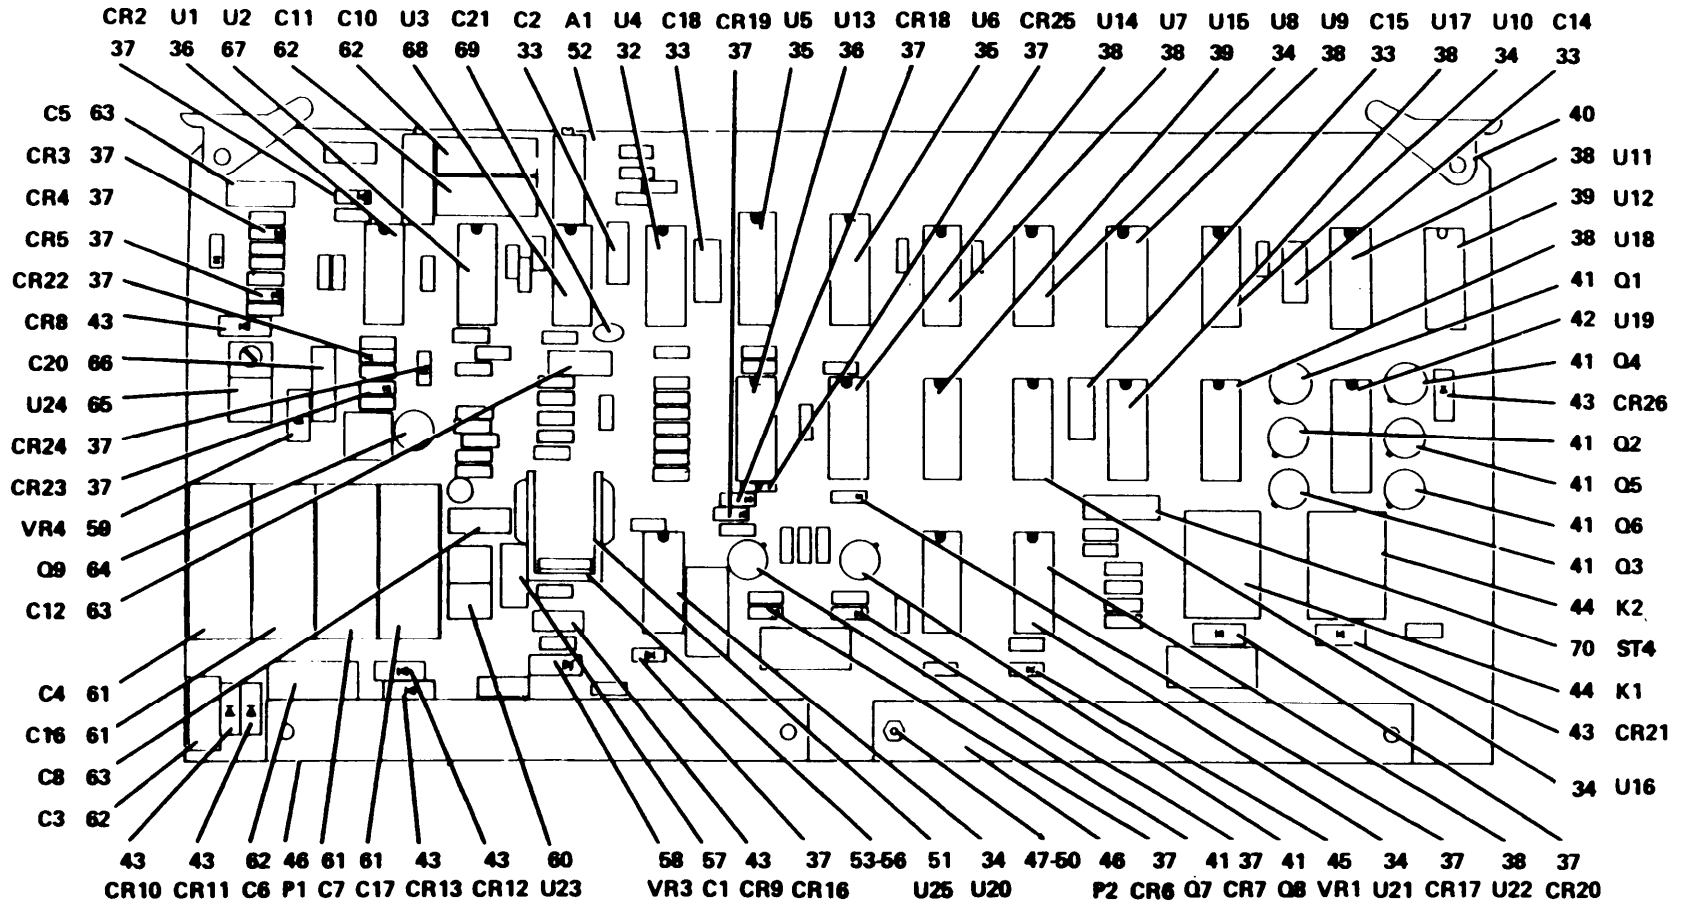 CR2 U1 U2 C11 C10 U3 C21 C2 A1 U4 C18 CR19 U5 U13 CR18 U6 CR25 U14 U7 U15 U8 U9 C15 U17 U10 C14
37 36 67 62 62 68 69 33 52 32 33 37 35 36 37 35 37 38 38 39 34 38 33 38 34 33
C5 63
40
CR3 37
38 U11
CR4 37
39 U12
CR5 37
38 U18
CR22 37
41 Q1
CR8 43
42 U19
C20 66
41 Q4
U24 65
43 CR26
CR24 37
41 Q2
CR23 37
41 Q5
VR4 59
41 Q6
Q9 64
41 Q3
C12 63
44 K2
70 ST4
C4 61
44 K1
C16 61
43 CR21
C8 63
34 U16
C3 62
43 43 62 46 61 61 43 43 60 58 57 43 37 53-56 51 34 47-50 46 37 41 37 41 45 34 37 38 37
CR10 CR11 C6 P1 C7 C17 CR13 CR12 U23 VR3 C1 CR9 CR16 U25 U20 P2 CR6 Q7 CR7 Q8 VR1 U21 CR17 U22 CR20